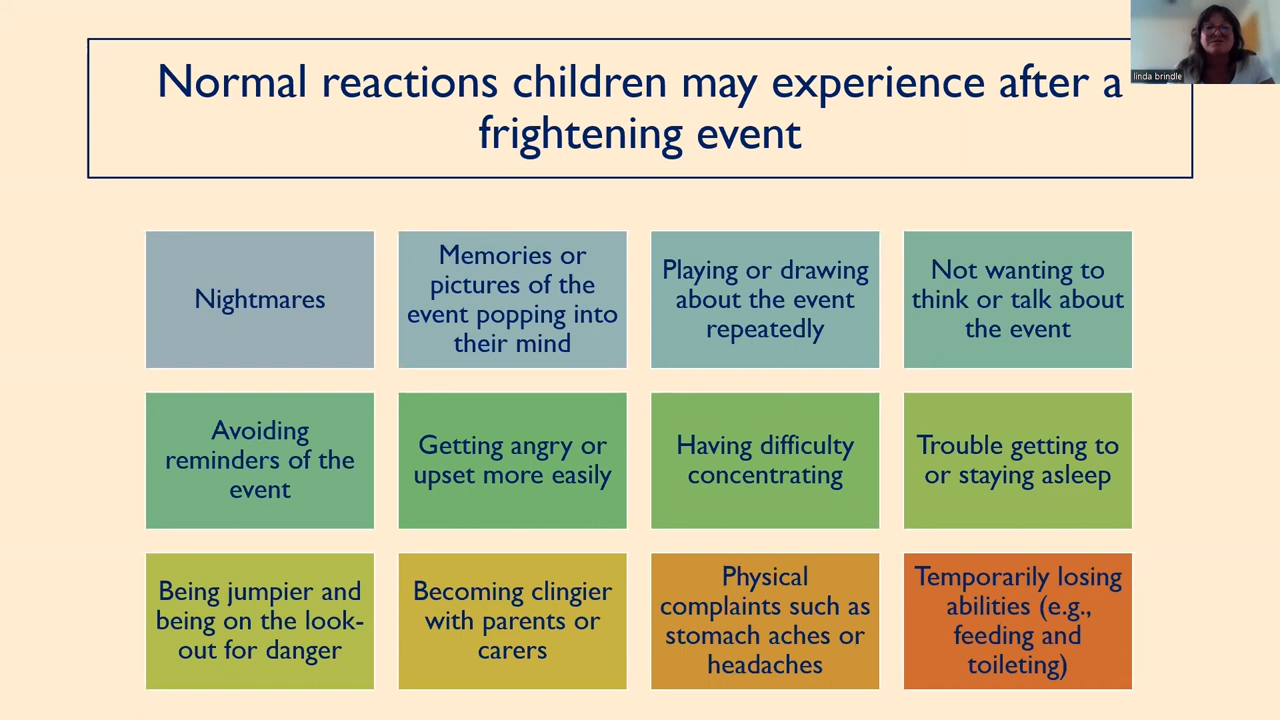 Normal reactions children may experience after a
frightening event
linda brindle
Nightmares
Memories or
pictures of the
event popping into
their mind
Playing or drawing
about the event
repeatedly
Not wanting to
think or talk about
the event
Avoiding
reminders of the
event
Getting angry or
upset more easily
Having difficulty
concentrating
Trouble getting to
or staying asleep
Being jumpier and
being on the look-
out for danger
Becoming clingier
with parents or
carers
Physical
complaints such as
stomach aches or
headaches
Temporarily losing
abilities (e.g.,
feeding and
toileting)